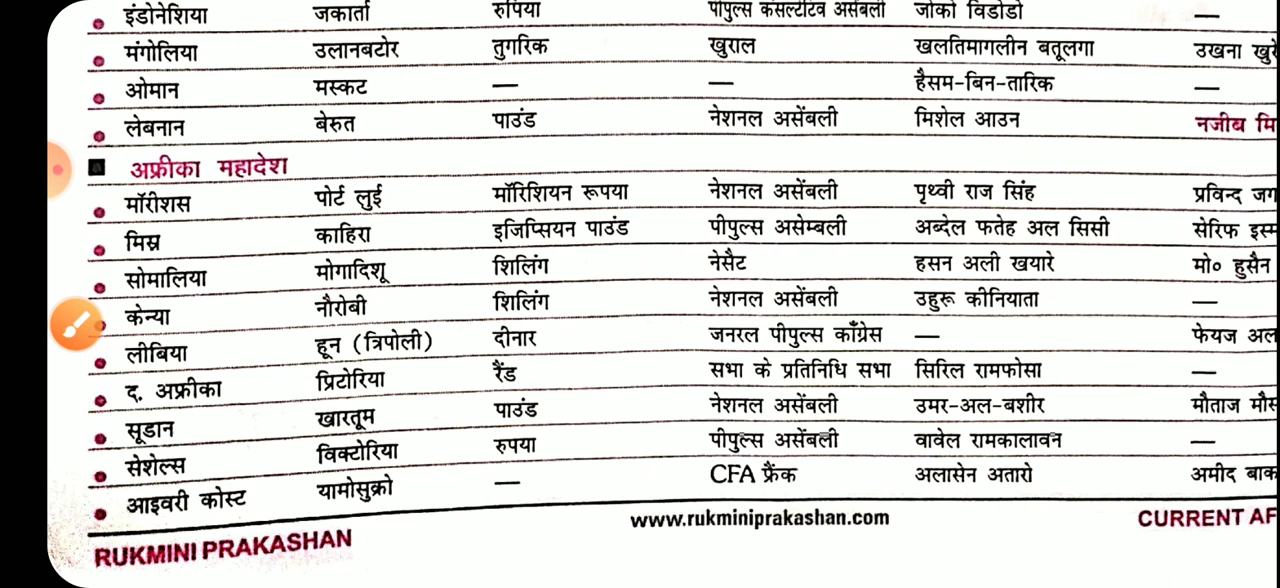 इंडोनेशिया जकार्ता रुपिया पीपुल्स कंसल्टेटिव असेंबली जोको विडोडो —
मंगोलिया उलानबटोर तुगरिक खुराल खलतिमागलीन बतूलगा उखना
ओमान मस्कट — — हैसम-बिन-तारिक —
लेबनान बेरुत पाउंड नेशनल असेंबली मिशेल आउन नजीब
अफ्रीका महादेश
मॉरीशस पोर्ट लुई मॉरिशियन रूपया नेशनल असेंबली पृथ्वी राज सिंह प्रविन्द
मिस्र काहिरा इजिप्सियन पाउंड पीपुल्स असेम्बली अब्देल फतेह अल सिसी सेरिफ
सोमालिया मोगादिशू शिलिंग नेसैट हसन अली खयारे मो० हुसैन
केन्या नौरोबी शिलिंग नेशनल असेंबली उहुरू कीनियाता —
लीबिया हून (त्रिपोली) दीनार जनरल पीपुल्स काँग्रेस — फेयज अल
द. अफ्रीका प्रिटोरिया रैंड सभा के प्रतिनिधि सभा सिरिल रामफोसा —
सूडान खारतूम पाउंड नेशनल असेंबली उमर-अल-बशीर मौताज
सेशेल्स विक्टोरिया रुपया पीपुल्स असेंबली वावेल रामकालावन —
आइवरी कोस्ट यामोसुक्रो — CFA फ्रैंक अलासेन अतारो अमीद
RUKMINI PRAKASHAN www.rukminiprakashan.com CURRENT